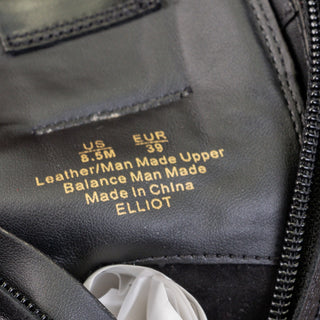 US EUR
8.5M 39
Leather/Man Made Upper
Balance Man Made
Made in China
ELLIOT